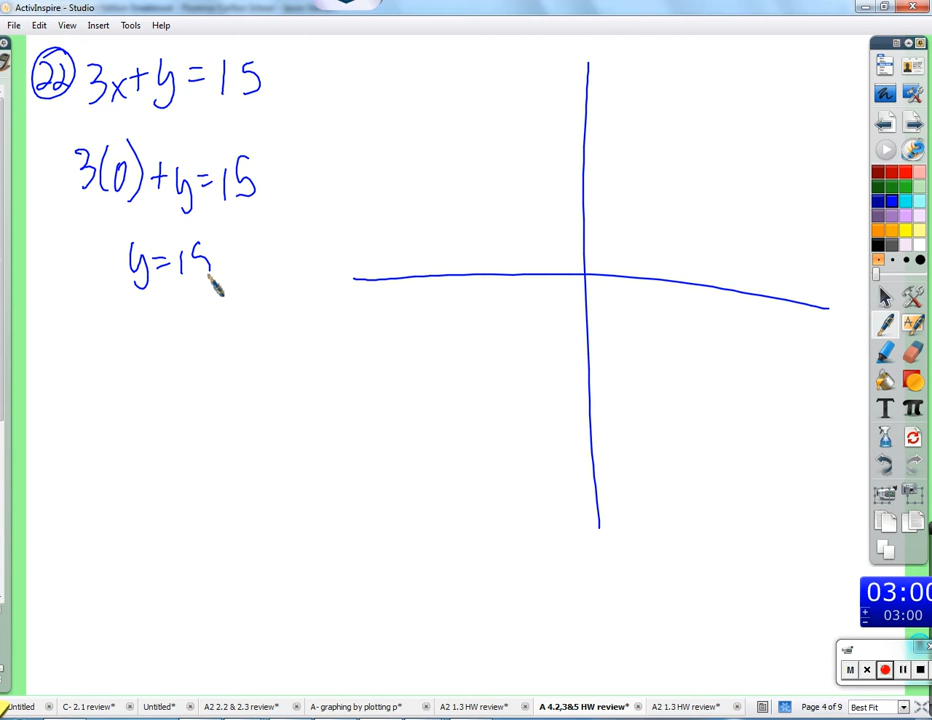 ActivInspire - Studio
File Edit View Insert Tools Help
22 3x+y=15
3(0)+y=15
y=15
03:00
03:00
M
Untitled C- 2.1 review* Untitled* A2 2.2 & 2.3 review* A- graphing by plotting p* A2 1.3 HW review* A 4.2,3&5 HW review* A2 1.3 HW review* Page 4 of 9 Best Fit